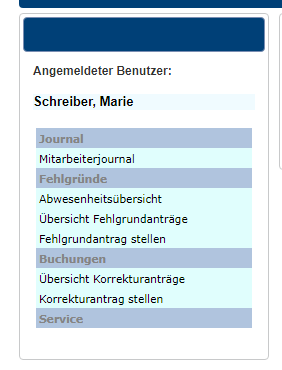 Angemeldeter Benutzer:
Schreiber, Marie
Journal
Mitarbeiterjournal
Fehlgründe
Abwesenheitsübersicht
Übersicht Fehlgrundanträge
Fehlgrundantrag stellen
Buchungen
Übersicht Korrekturanträge
Korrekturantrag stellen
Service